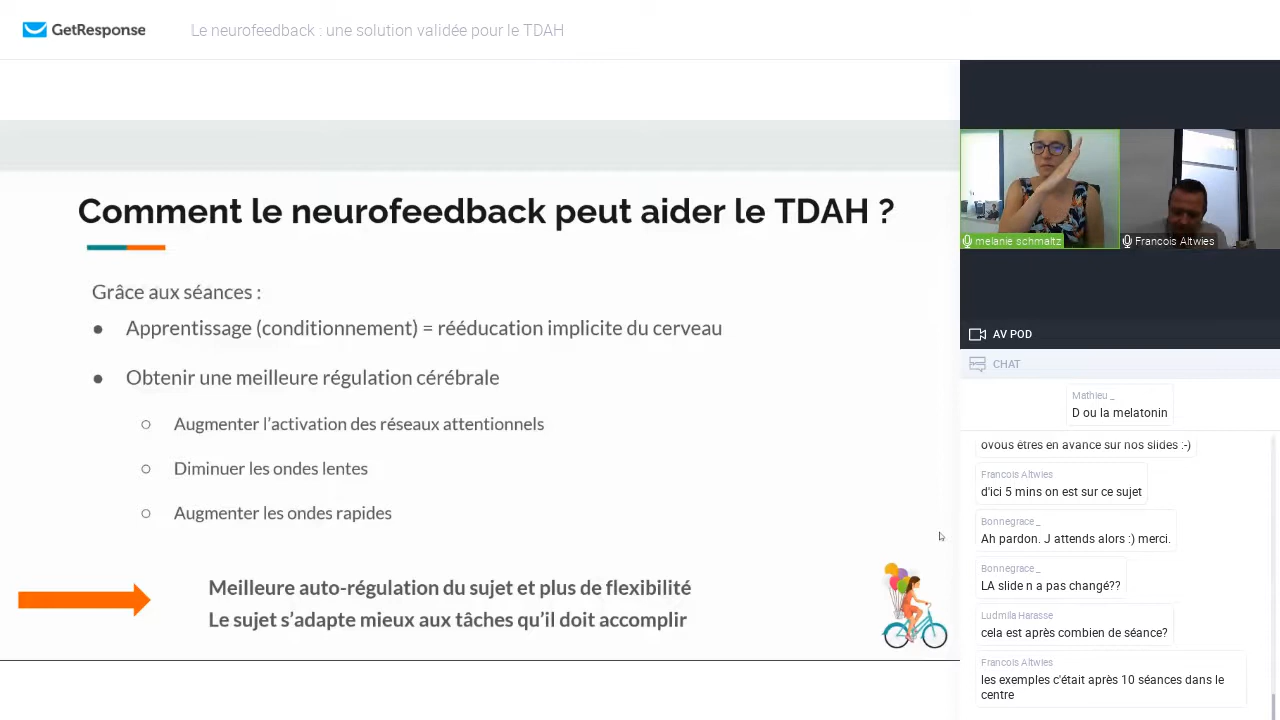 GetResponse
Le neurofeedback : une solution validée pour le TDAH
Comment le neurofeedback peut aider le TDAH ?
Grâce aux séances :
● Apprentissage (conditionnement) = rééducation implicite du cerveau
● Obtenir une meilleure régulation cérébrale
○ Augmenter l'activation des réseaux attentionnels
○ Diminuer les ondes lentes
○ Augmenter les ondes rapides
Meilleure auto-régulation du sujet et plus de flexibilité
Le sujet s'adapte mieux aux tâches qu'il doit accomplir
melanie schmaltz
Francois Altwies
AV POD
CHAT
Mathieu _
D ou la melatonin
ovous êtres en avance sur nos slides :-)
Francois Altwies
d'ici 5 mins on est sur ce sujet
Bonnegrace _
Ah pardon. J attends alors :) merci.
Bonnegrace _
LA slide n a pas changé??
Ludmila Harasse
cela est après combien de séance?
Francois Altwies
les exemples c'était après 10 séances dans le
centre